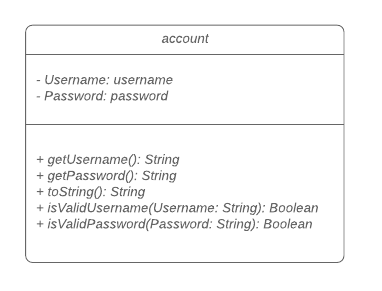 account
- Username: username
- Password: password
+ getUsername(): String
+ getPassword(): String
+ toString(): String
+ isValidUsername(Username: String): Boolean
+ isValidPassword(Password: String): Boolean